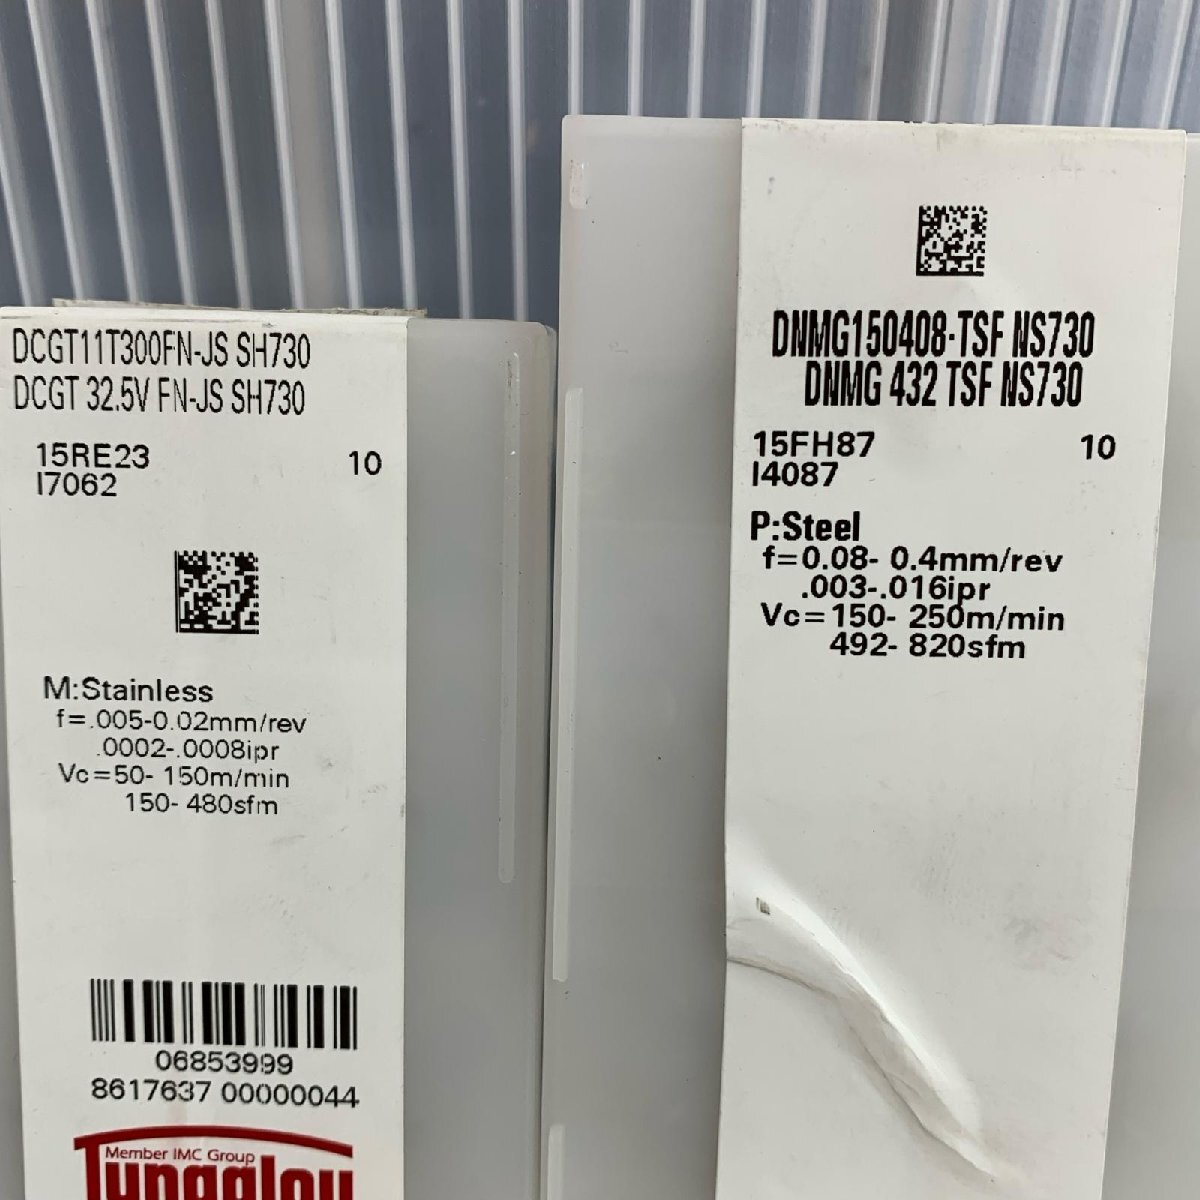 DCGT11T300FN-JS SH730
DCGT 32.5V FN-JS SH730
15RE23 10
I7062
M:Stainless
f=.005-0.02mm/rev
.0002-.0008ipr
Vc=50- 150m/min
150- 480sfm
06853999
8617637 00000044
Member IMC Group
Tungaloy
DNMG150408-TSF NS730
DNMG 432 TSF NS730
15FH87 10
I4087
P:Steel
f=0.08- 0.4mm/rev
.003-.016ipr
Vc=150- 250m/min
492- 820sfm